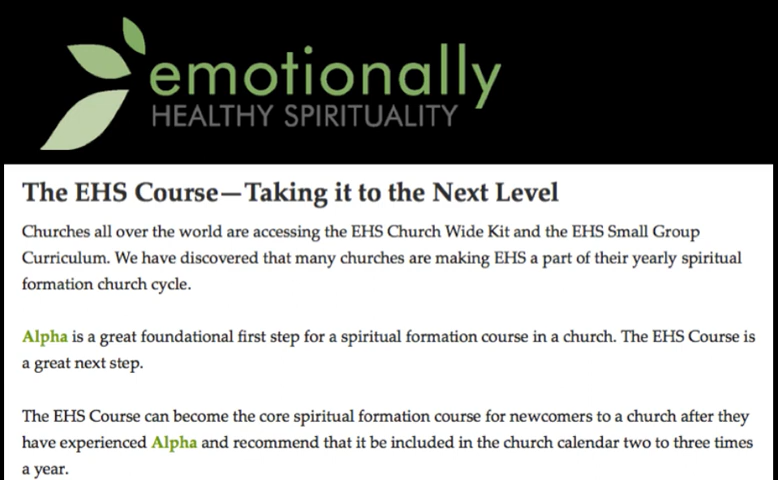 emotionally
HEALTHY SPIRITUALITY
The EHS Course—Taking it to the Next Level
Churches all over the world are accessing the EHS Church Wide Kit and the EHS Small Group
Curriculum. We have discovered that many churches are making EHS a part of their yearly spiritual
formation church cycle.
Alpha is a great foundational first step for a spiritual formation course in a church. The EHS Course is
a great next step.
The EHS Course can become the core spiritual formation course for newcomers to a church after they
have experienced Alpha and recommend that it be included in the church calendar two to three times
a year.